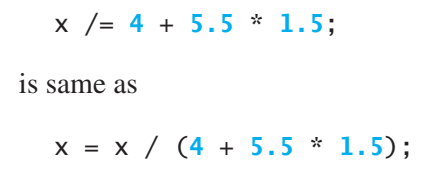 x /= 4 + 5.5 * 1.5;
is same as
x = x / (4 + 5.5 * 1.5);